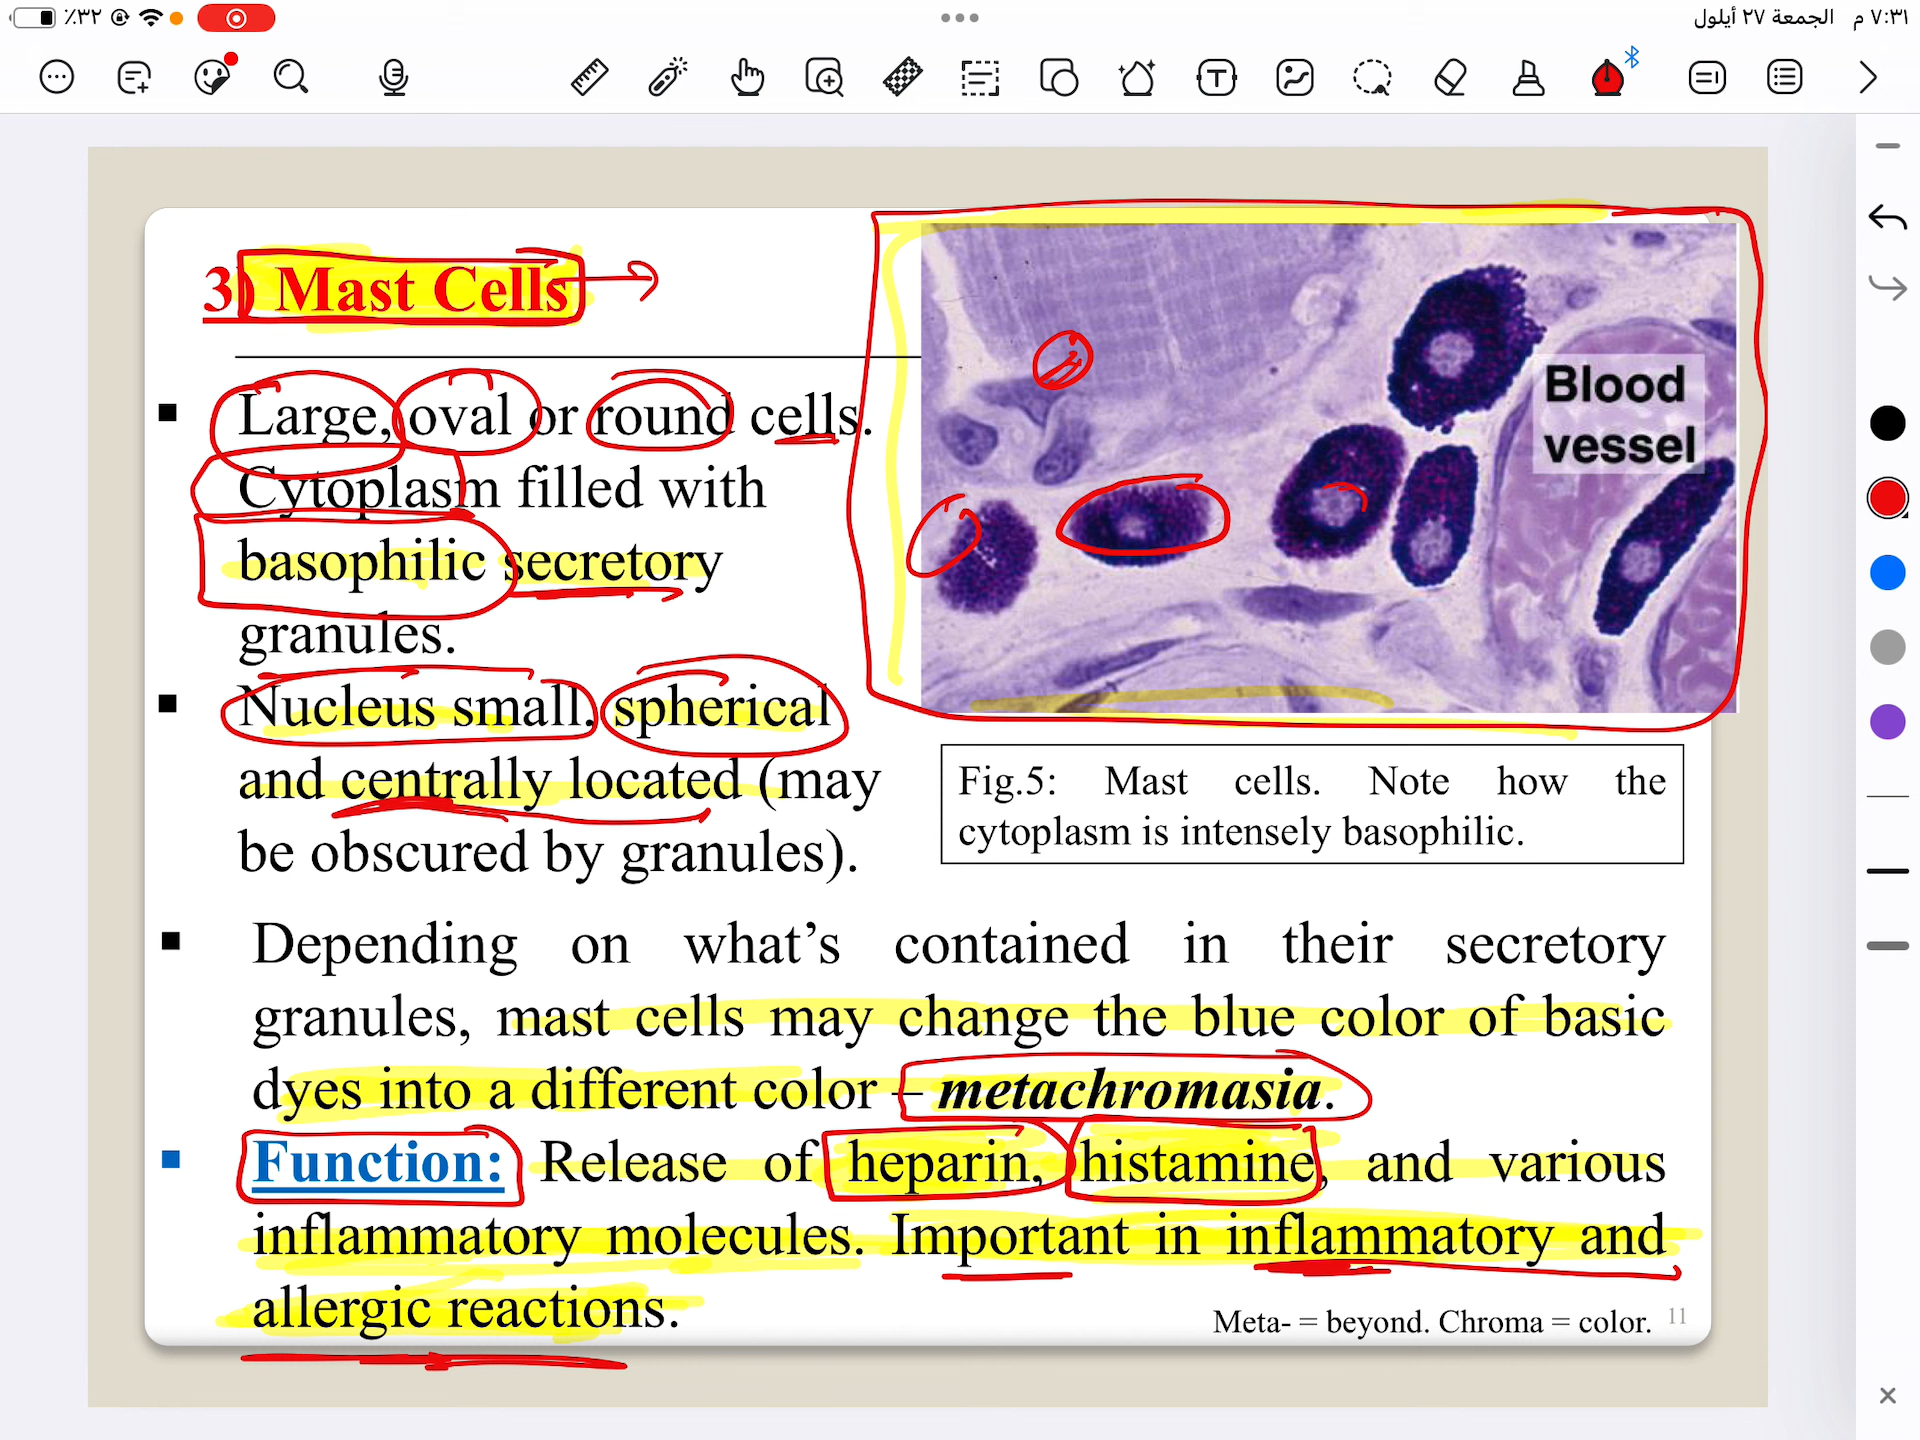 ٪٣٢
٧:٣١ م الجمعة ٢٧ أيلول
3) Mast Cells
▪ Large, oval or round cells.
Cytoplasm filled with
basophilic secretory
granules.
▪ Nucleus small, spherical
and centrally located (may
be obscured by granules).
Blood
vessel
Fig.5: Mast cells. Note how the
cytoplasm is intensely basophilic.
▪ Depending on what’s contained in their secretory
granules, mast cells may change the blue color of basic
dyes into a different color – metachromasia.
▪ Function: Release of heparin, histamine, and various
inflammatory molecules. Important in inflammatory and
allergic reactions.
Meta- = beyond. Chroma = color.
11